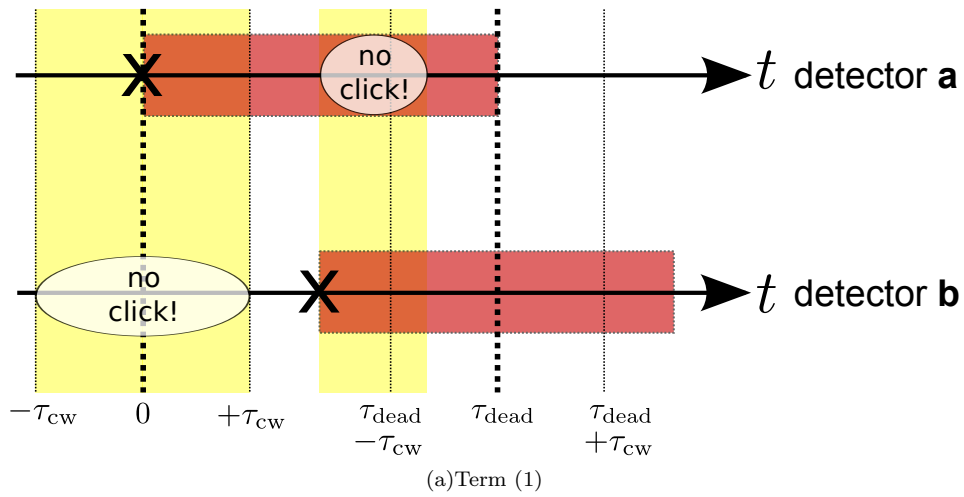 no
click!
X
t detector a
no
click!
X
t detector b
−τcw 0 +τcw τdead τdead τdead
−τcw +τcw
(a)Term (1)